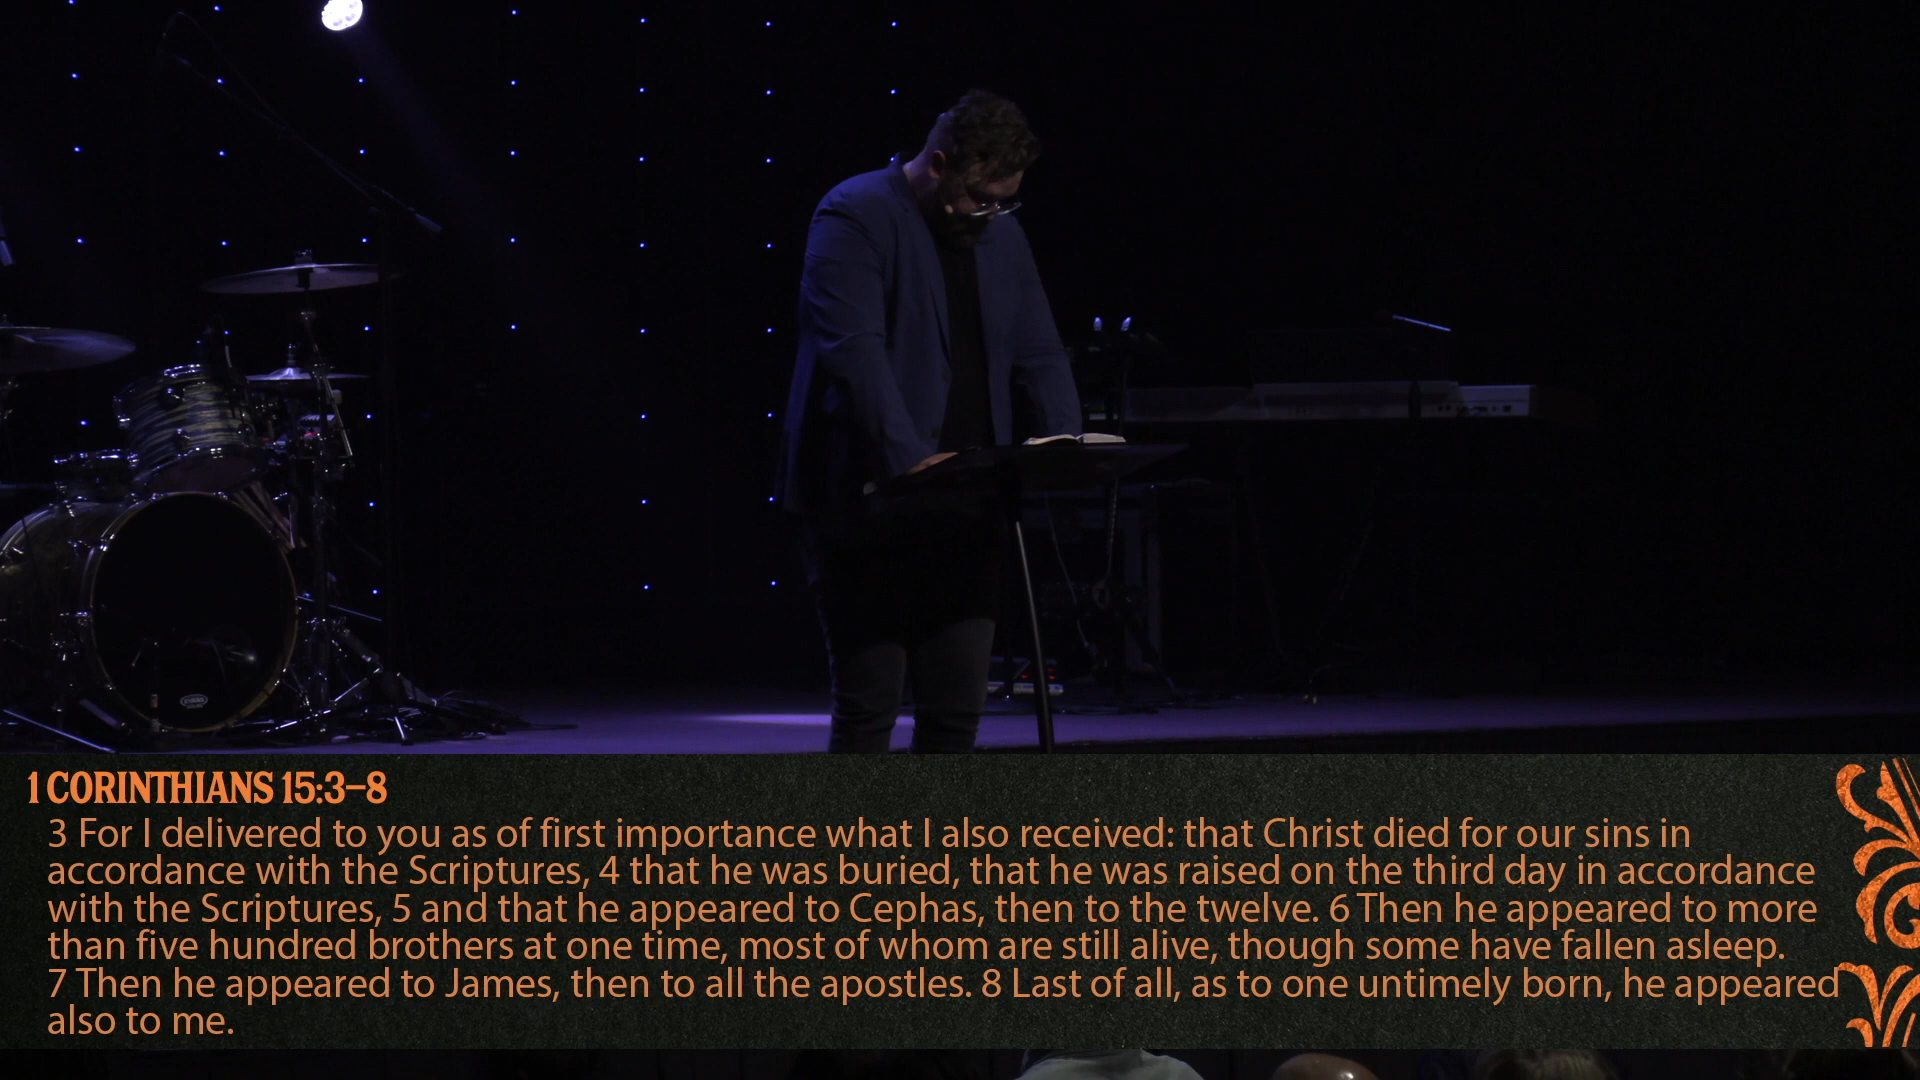 1 CORINTHIANS 15:3–8
3 For I delivered to you as of first importance what I also received: that Christ died for our sins in
accordance with the Scriptures, 4 that he was buried, that he was raised on the third day in accordance
with the Scriptures, 5 and that he appeared to Cephas, then to the twelve. 6 Then he appeared to more
than five hundred brothers at one time, most of whom are still alive, though some have fallen asleep.
7 Then he appeared to James, then to all the apostles. 8 Last of all, as to one untimely born, he appeared
also to me.